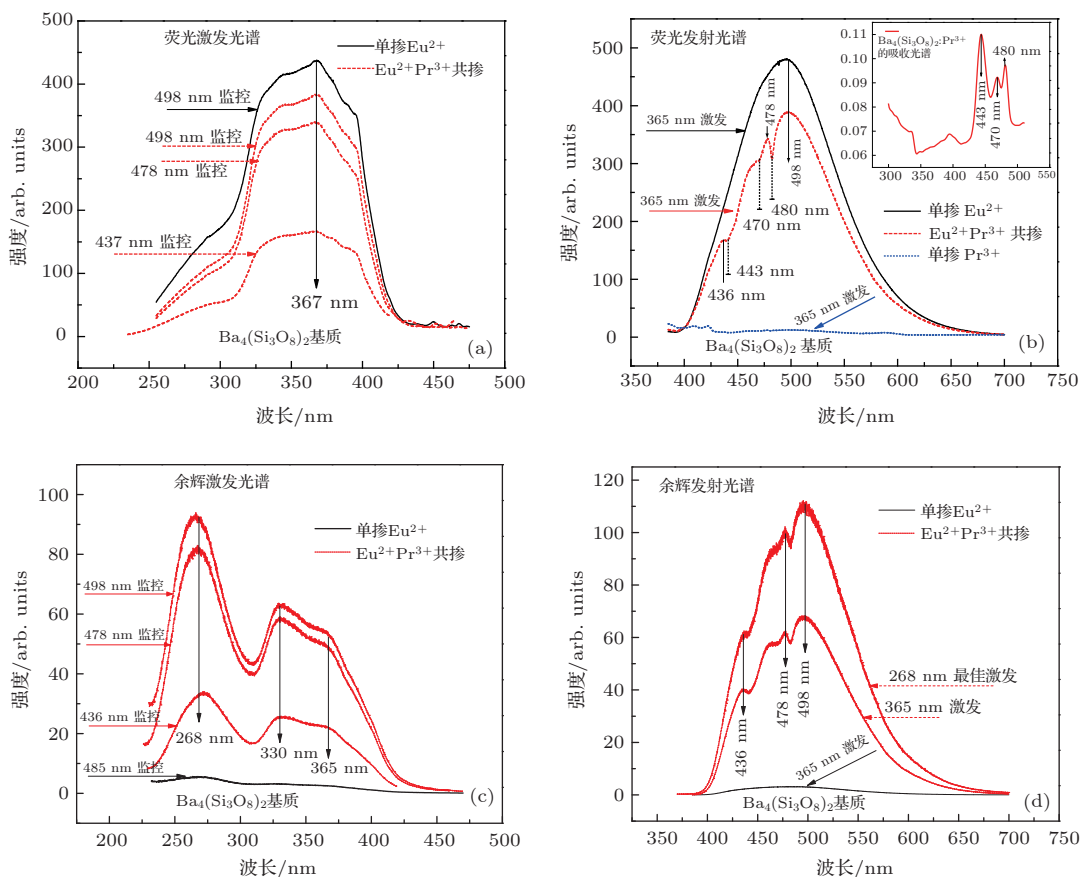 荧光激发光谱
单掺Eu²⁺
Eu²⁺Pr³⁺共掺
498 nm 监控
498 nm 监控
478 nm 监控
437 nm 监控
367 nm
Ba₄(Si₃O₈)₂基质
(a)
500
400
300
200
100
0
强度/arb. units
200 250 300 350 400 450 500
波长/nm
荧光发射光谱
Ba₄(Si₃O₈)₂:Pr³⁺
的吸收光谱
0.11
0.10
0.09
0.08
0.07
0.06
300 350 400 450 500 550
443 nm
470 nm
480 nm
365 nm 激发
365 nm 激发
478 nm
498 nm
480 nm
470 nm
443 nm
436 nm
单掺 Eu²⁺
Eu²⁺Pr³⁺ 共掺
单掺 Pr³⁺
365 nm 激发
Ba₄(Si₃O₈)₂ 基质
(b)
500
400
300
200
100
0
强度/arb. units
350 400 450 500 550 600 650 700 750
波长/nm
余辉激发光谱
单掺Eu²⁺
Eu²⁺Pr³⁺共掺
498 nm 监控
478 nm 监控
436 nm 监控
485 nm 监控
268 nm
330 nm
365 nm
Ba₄(Si₃O₈)₂基质
(c)
100
80
60
40
20
0
强度/arb. units
200 250 300 350 400 450 500
波长/nm
余辉发射光谱
单掺Eu²⁺
Eu²⁺Pr³⁺共掺
436 nm
478 nm
498 nm
268 nm 最佳激发
365 nm 激发
365 nm 激发
Ba₄(Si₃O₈)₂基质
(d)
120
100
80
60
40
20
0
强度/arb. units
350 400 450 500 550 600 650 700 750
波长/nm